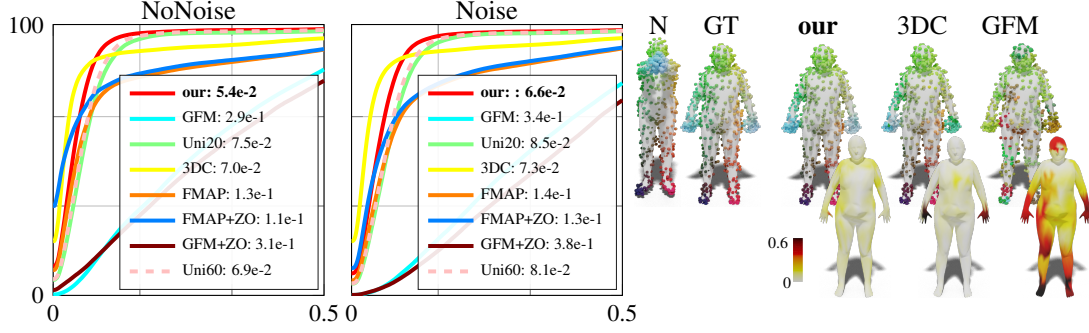 NoNoise
100
0
0
0.5
our: 5.4e-2
GFM: 2.9e-1
Uni20: 7.5e-2
3DC: 7.0e-2
FMAP: 1.3e-1
FMAP+ZO: 1.1e-1
GFM+ZO: 3.1e-1
Uni60: 6.9e-2
Noise
0
0.5
our: : 6.6e-2
GFM: 3.4e-1
Uni20: 8.5e-2
3DC: 7.3e-2
FMAP: 1.4e-1
FMAP+ZO: 1.3e-1
GFM+ZO: 3.8e-1
Uni60: 8.1e-2
N GT our 3DC GFM
0.6
0